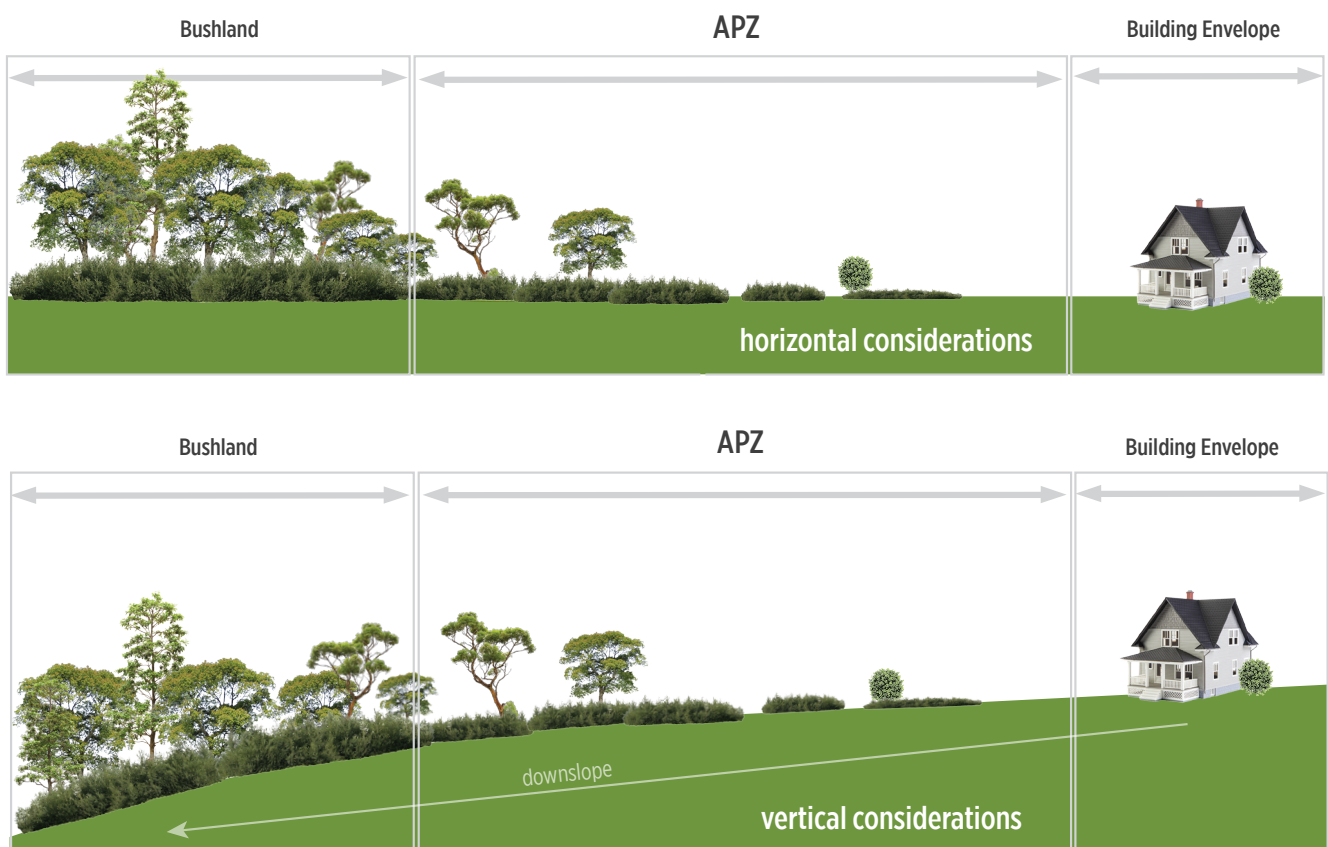 Bushland
APZ
Building Envelope
horizontal considerations
Bushland
APZ
Building Envelope
downslope
vertical considerations